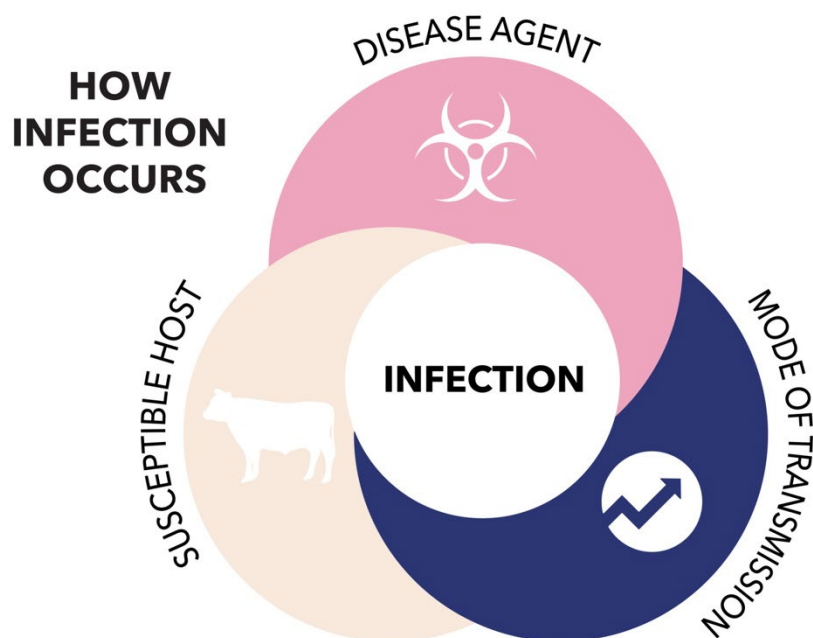 HOW
INFECTION
OCCURS
DISEASE AGENT
SUSCEPTIBLE HOST
INFECTION
MODE OF TRANSMISSION